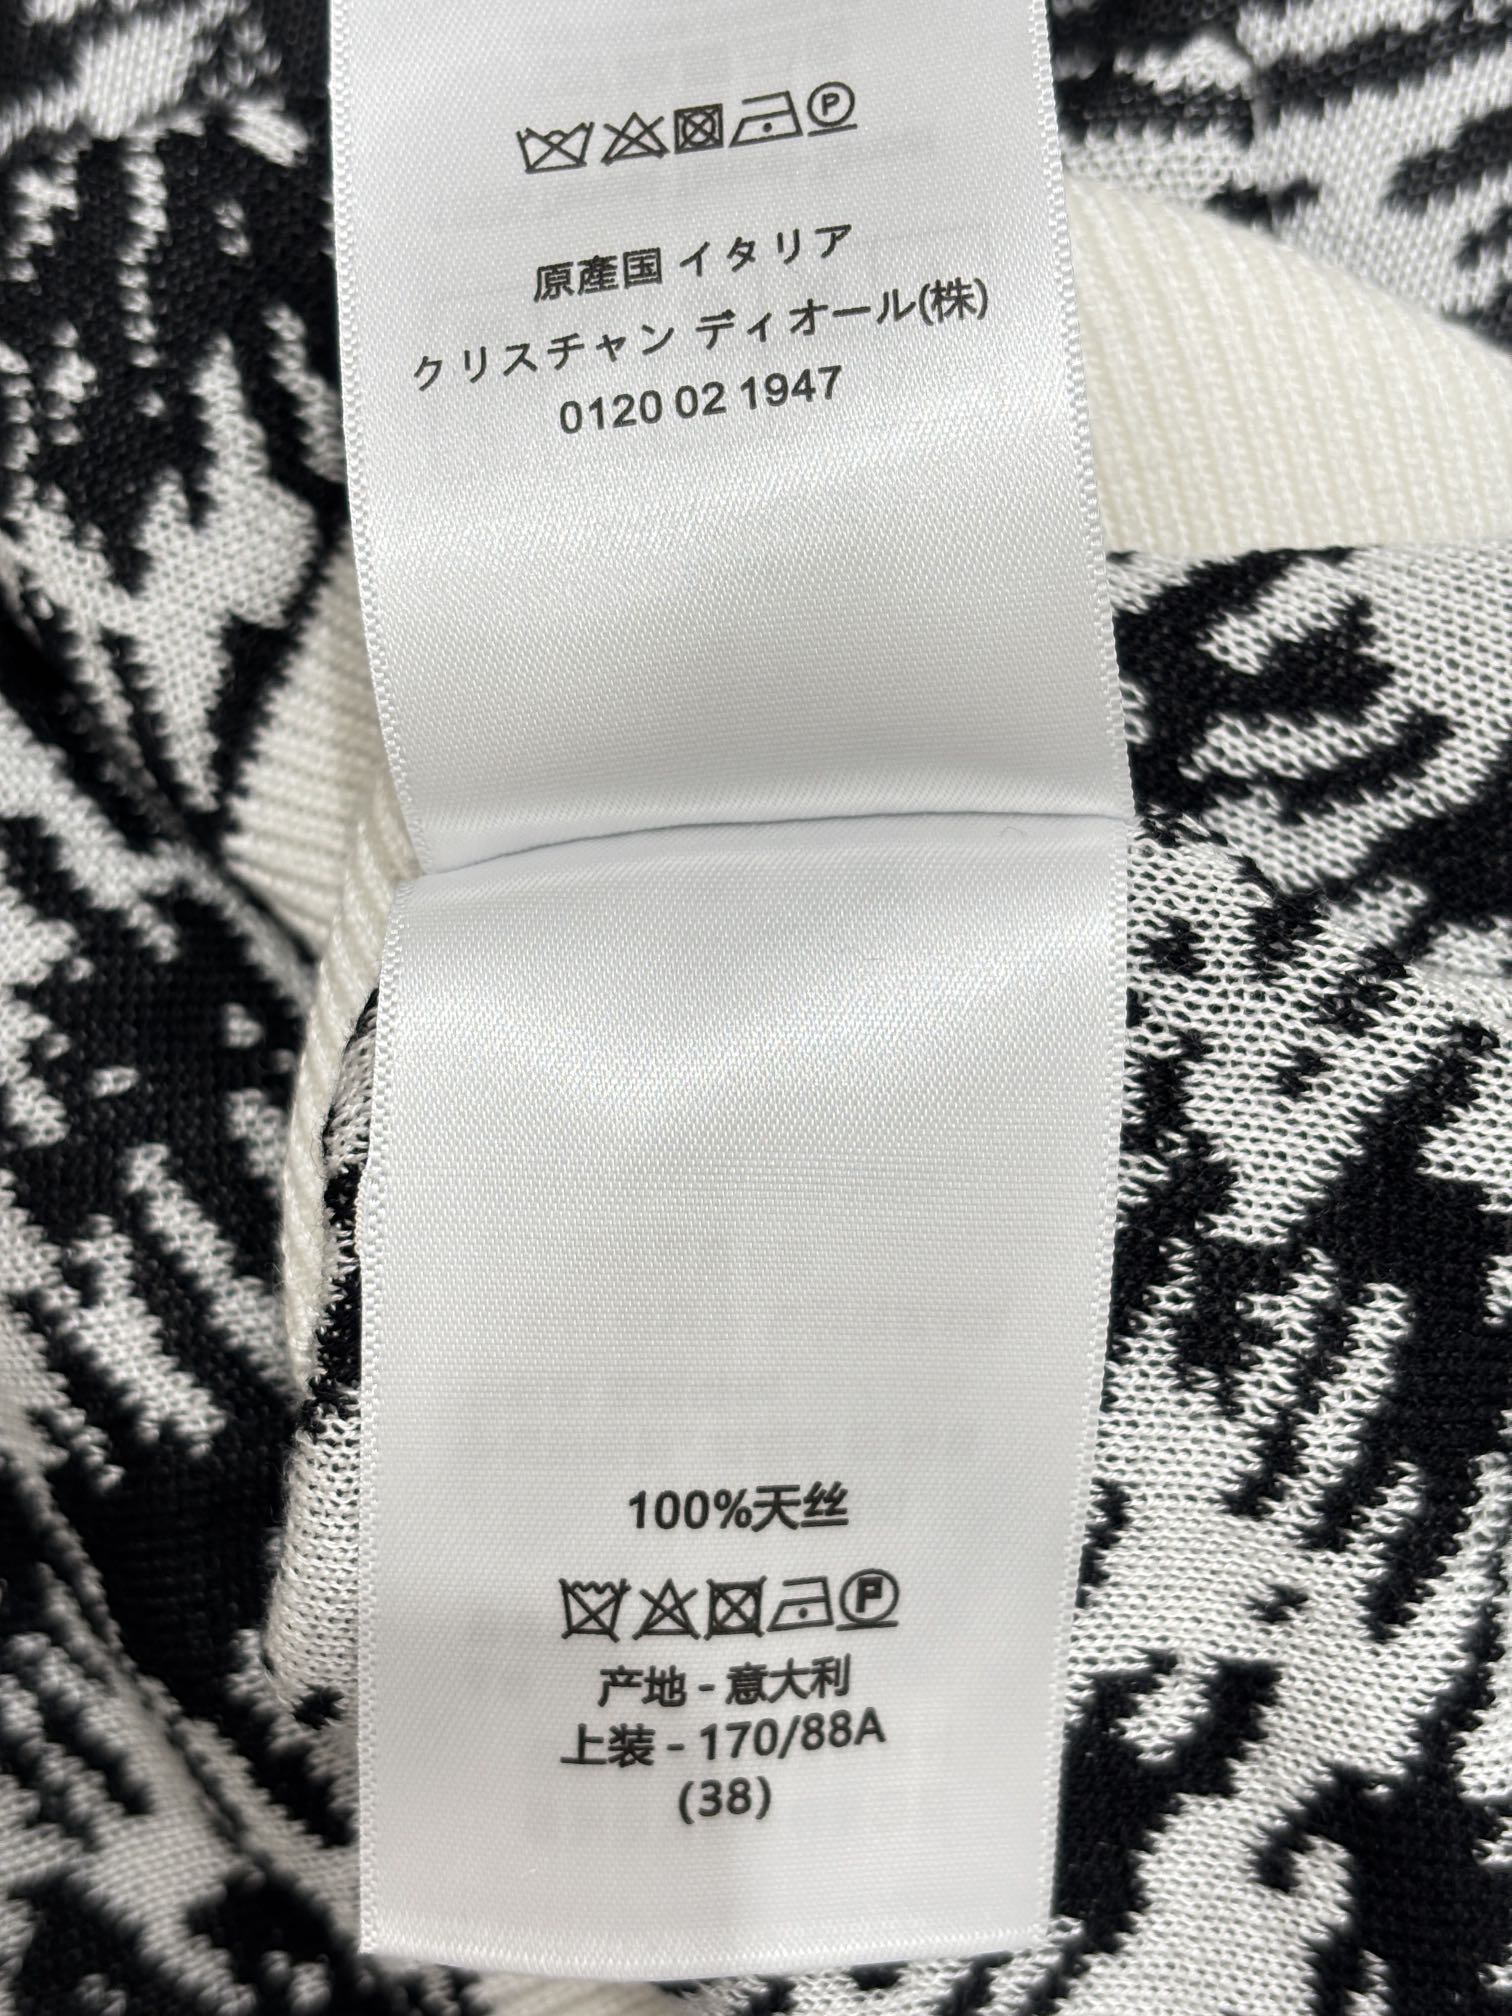 P
原産国 イタリア
クリスチャン ディオール(株)
0120 02 1947
100%天丝
P
产地 - 意大利
上装 - 170/88A
(38)